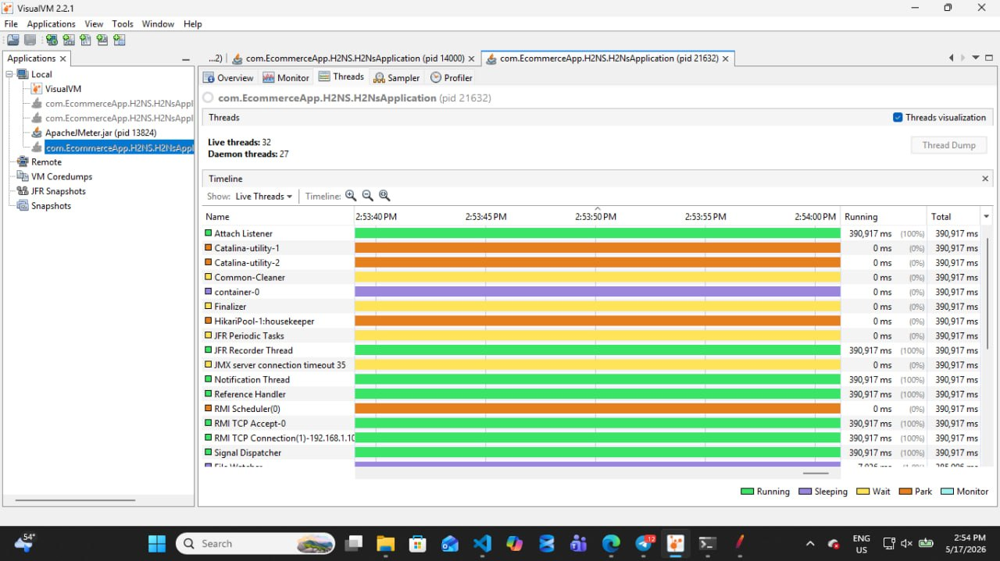 VisualVM 2.2.1
File Applications View Tools Window Help
Applications
...2) com.EcommerceApp.H2NS.H2NsApplication (pid 14000) com.EcommerceApp.H2NS.H2NsApplication (pid 21632)
Local
VisualVM
com.EcommerceApp.H2NS.H2NsAppl
com.EcommerceApp.H2NS.H2NsAppl
ApacheJMeter.jar (pid 13824)
com.EcommerceApp.H2NS.H2NsAppl
Remote
VM Coredumps
JFR Snapshots
Snapshots
Overview Monitor Threads Sampler Profiler
com.EcommerceApp.H2NS.H2NsApplication (pid 21632)
Threads Threads visualization
Live threads: 32
Daemon threads: 27
Thread Dump
Timeline
Show: Live Threads Timeline:
Name 2:53:40 PM 2:53:45 PM 2:53:50 PM 2:53:55 PM 2:54:00 PM Running Total
Attach Listener 390,917 ms (100%) 390,917 ms
Catalina-utility-1 0 ms (0%) 390,917 ms
Catalina-utility-2 0 ms (0%) 390,917 ms
Common-Cleaner 0 ms (0%) 390,917 ms
container-0 0 ms (0%) 390,917 ms
Finalizer 0 ms (0%) 390,917 ms
HikariPool-1:housekeeper 0 ms (0%) 390,917 ms
JFR Periodic Tasks 0 ms (0%) 390,917 ms
JFR Recorder Thread 390,917 ms (100%) 390,917 ms
JMX server connection timeout 35 0 ms (0%) 390,917 ms
Notification Thread 390,917 ms (100%) 390,917 ms
Reference Handler 390,917 ms (100%) 390,917 ms
RMI Scheduler(0) 0 ms (0%) 390,917 ms
RMI TCP Accept-0 390,917 ms (100%) 390,917 ms
RMI TCP Connection(1)-192.168.1.10 390,917 ms (100%) 390,917 ms
Signal Dispatcher 390,917 ms (100%) 390,917 ms
Running Sleeping Wait Park Monitor
54°
Search
12
ENG
US
2:54 PM
5/17/2026